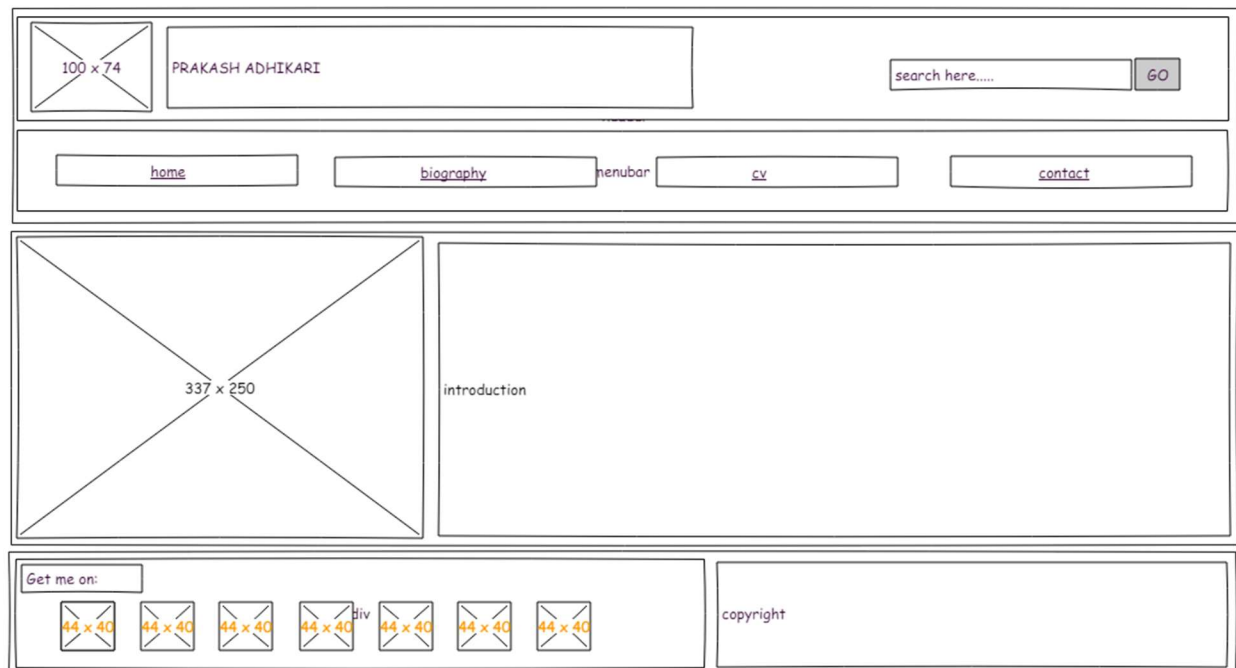 100 x 74
PRAKASH ADHIKARI
search here.....
GO
home
biography
menubar
cv
contact
337 x 250
introduction
Get me on:
44 x 40
44 x 40
44 x 40
44 x 40
div
44 x 40
44 x 40
44 x 40
copyright